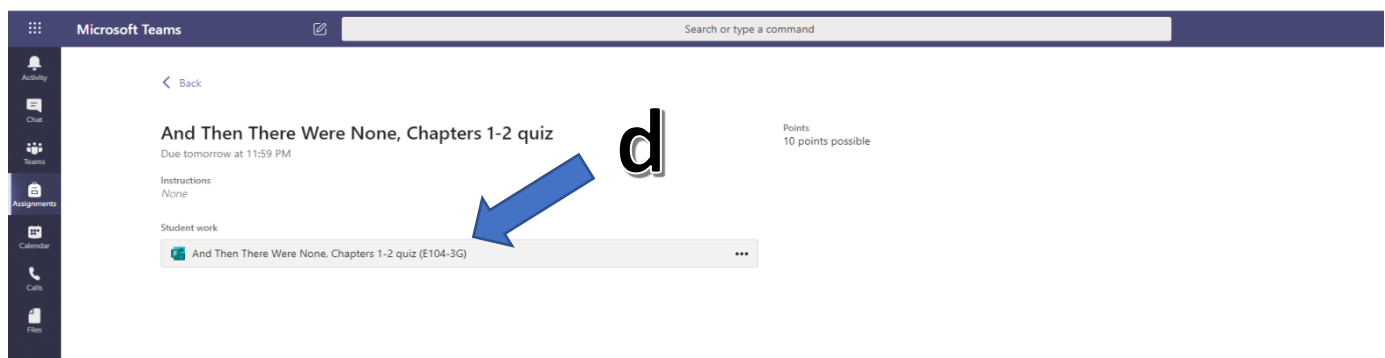 Microsoft Teams
Search or type a command
Activity
Chat
Teams
Assignments
Calendar
Calls
Files
Back
And Then There Were None, Chapters 1-2 quiz
Due tomorrow at 11:59 PM
d
Points
10 points possible
Instructions
None
Student work
And Then There Were None, Chapters 1-2 quiz (E104-3G)